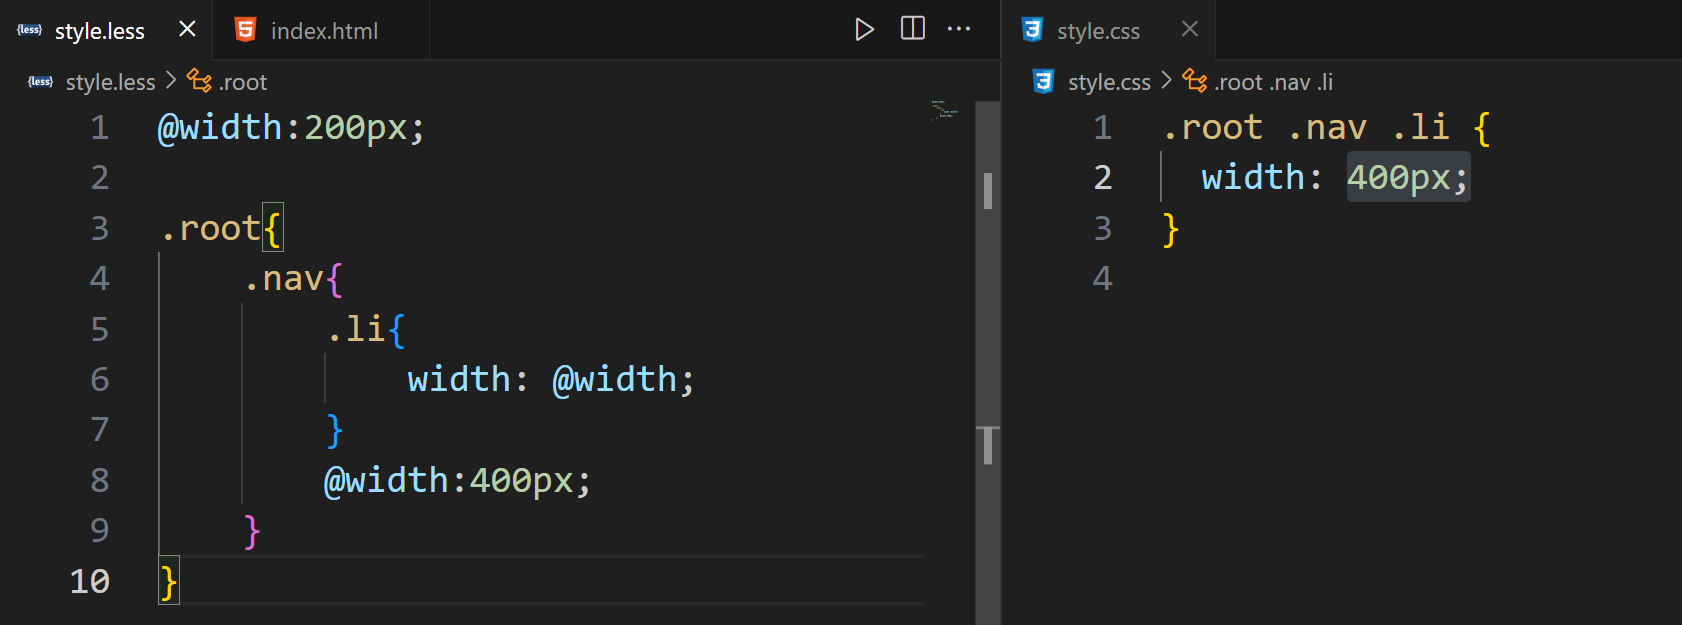 {less} style.less
index.html
style.css
{less} style.less > .root
style.css > .root .nav .li
1 @width:200px;
2
3 .root{
4 .nav{
5 .li{
6 width: @width;
7 }
8 @width:400px;
9 }
10 }
1 .root .nav .li {
2 width: 400px;
3 }
4